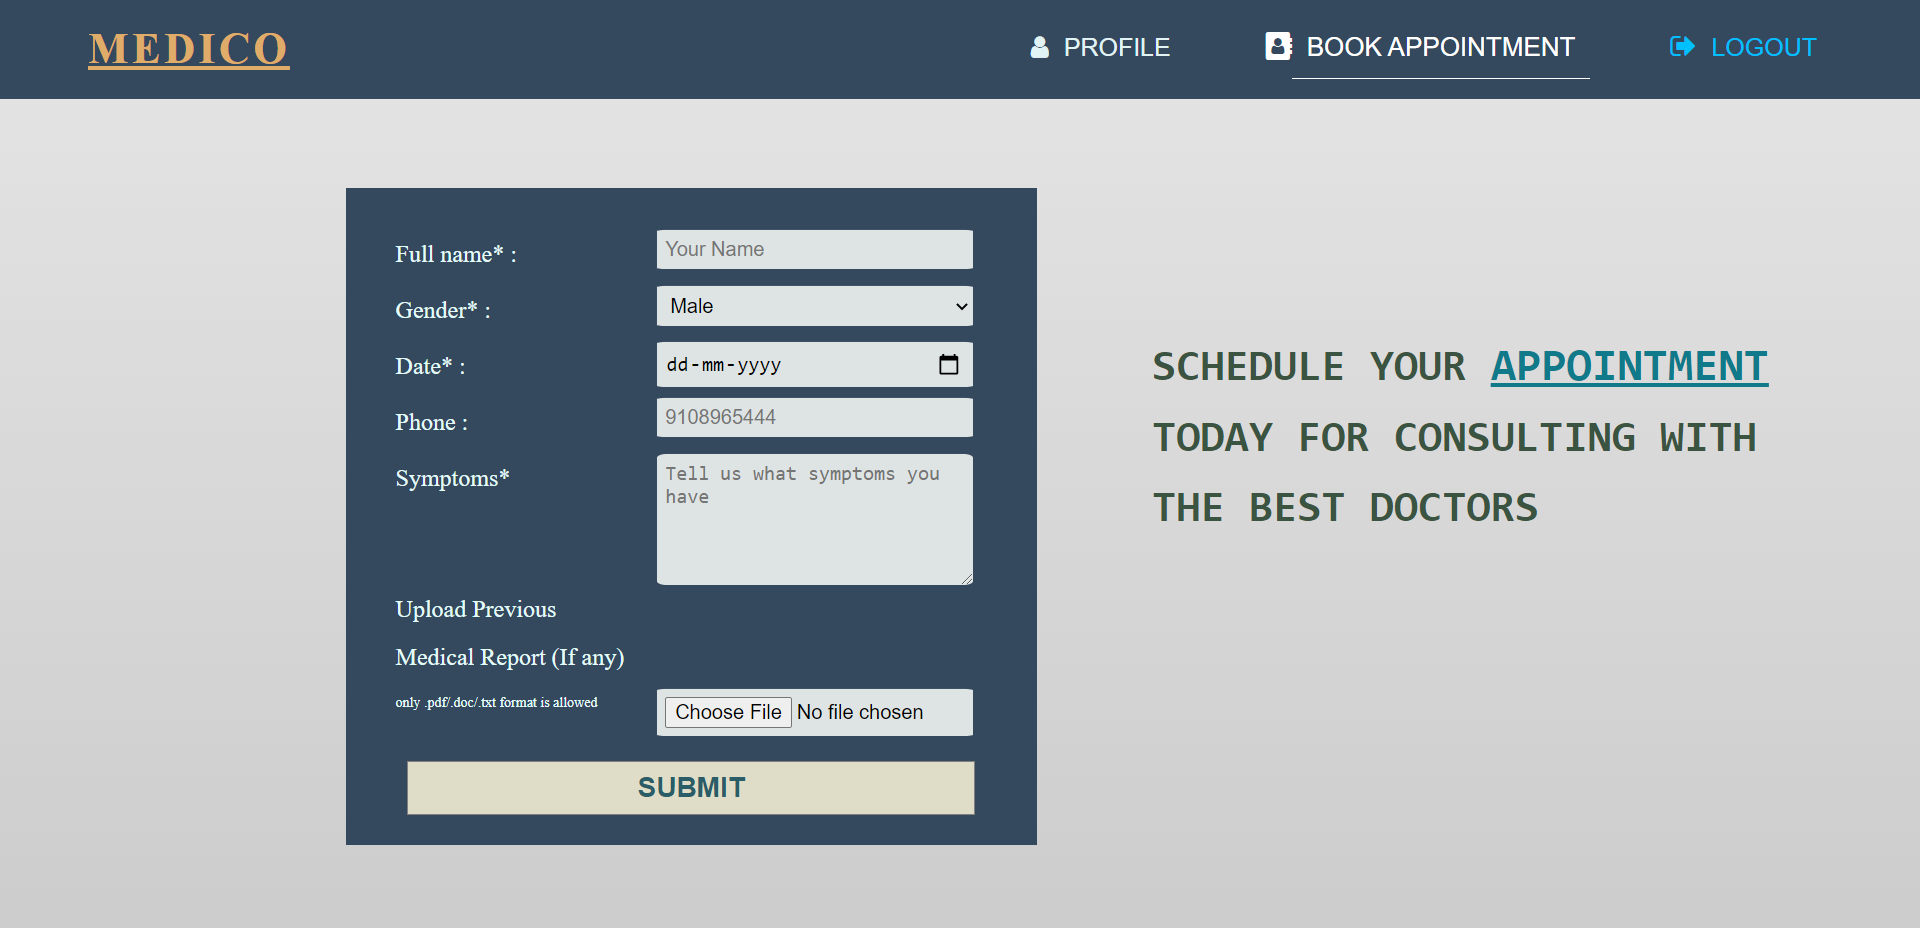 MEDICO
PROFILE
BOOK APPOINTMENT
LOGOUT
Full name* :
Your Name
Gender* :
Male
Date* :
dd-mm-yyyy
Phone :
9108965444
Symptoms*
Tell us what symptoms you
have
Upload Previous
Medical Report (If any)
only .pdf/.doc/.txt format is allowed
Choose File No file chosen
SUBMIT
SCHEDULE YOUR APPOINTMENT
TODAY FOR CONSULTING WITH
THE BEST DOCTORS